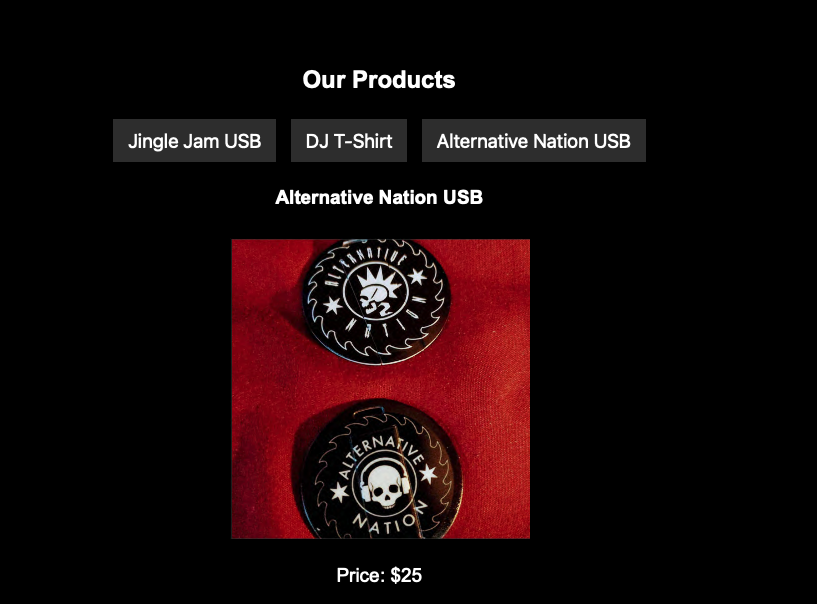 Our Products
Jingle Jam USB
DJ T-Shirt
Alternative Nation USB
Alternative Nation USB
ALTERNATIVE
NATION
ALTERNATIVE
NATION
Price: $25